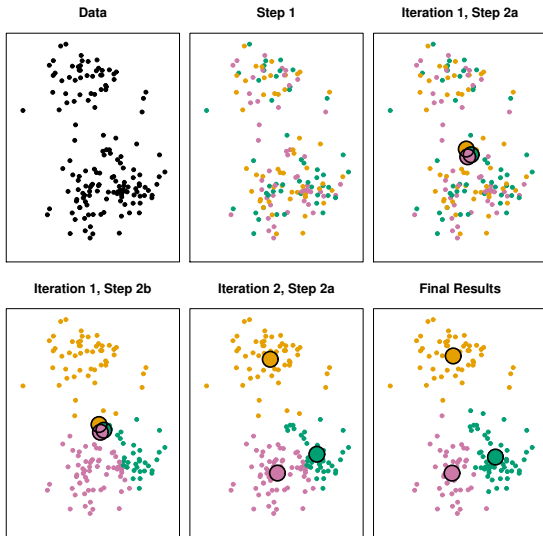 Data
Step 1
Iteration 1, Step 2a
Iteration 1, Step 2b
Iteration 2, Step 2a
Final Results